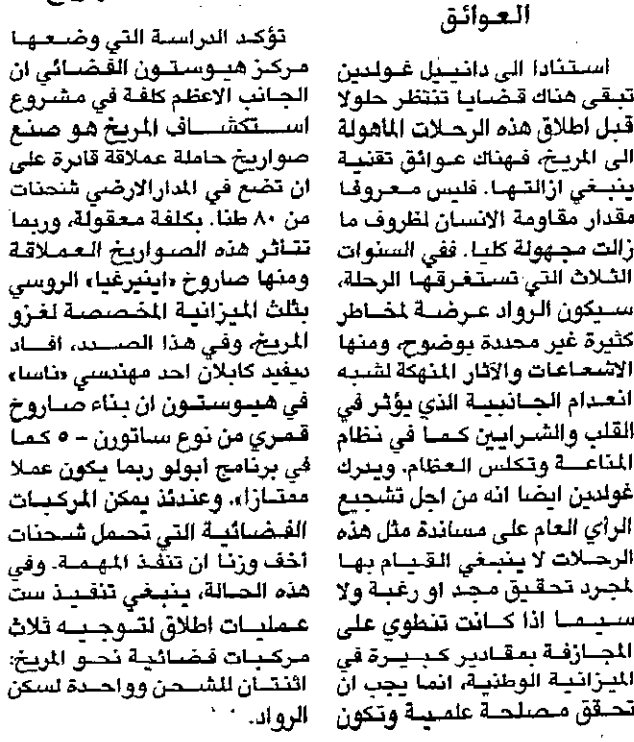 العوائق
استنادا الى دانييل غولدين
تبقى هناك قضايا تنتظر حلولا
قبل اطلاق هذه الرحلات المأهولة
الى المريخ، فهناك عوائق تقنية
ينبغي ازالتها. فليس معروفا
مقدار مقاومة الانسان لظروف ما
زالت مجهولة كليا. ففي السنوات
الثلاث التي تستغرقها الرحلة،
سيكون الرواد عرضة لمخاطر
كثيرة غير محددة بوضوح، ومنها
الاشعاعات والآثار المنهكة لشبه
انعدام الجاذبية الذي يؤثر في
القلب والشرايين كما في نظام
المناعة وتكلس العظام. ويدرك
غولدين ايضا انه من اجل تشجيع
الرأي العام على مساندة مثل هذه
الرحلات لا ينبغي القيام بها
لمجرد تحقيق مجد او رغبة ولا
سيما اذا كانت تنطوي على
المجازفة بمقادير كبيرة في
الميزانية الوطنية، انما يجب ان
تحقق مصلحة علمية وتكون
تؤكد الدراسة التي وضعها
مركز هيوستون الفضائي ان
الجانب الاعظم كلفة في مشروع
استكشاف المريخ هو صنع
صواريخ حاملة عملاقة قادرة على
ان تضع في المدار الارضي شحنات
من ٨٠ طنا. بكلفة معقولة، وربما
تتأثر هذه الصواريخ العملاقة
ومنها صاروخ «اينيرغيا» الروسي
بثلث الميزانية المخصصة لغزو
المريخ، وفي هذا الصدد، افاد
ديفيد كابلان احد مهندسي «ناسا»
في هيوستون ان بناء صاروخ
قمري من نوع ساتورن - ٥ كما
في برنامج أبولو ربما يكون عملا
ممتازا». وعندئذ يمكن المركبات
الفضائية التي تحمل شحنات
أخف وزنا ان تنفذ المهمة. وفي
هذه الحالة، ينبغي تنفيذ ست
عمليات اطلاق لتوجيه ثلاث
مركبات فضائية نحو المريخ:
اثنتان للشحن وواحدة لسكن
الرواد.